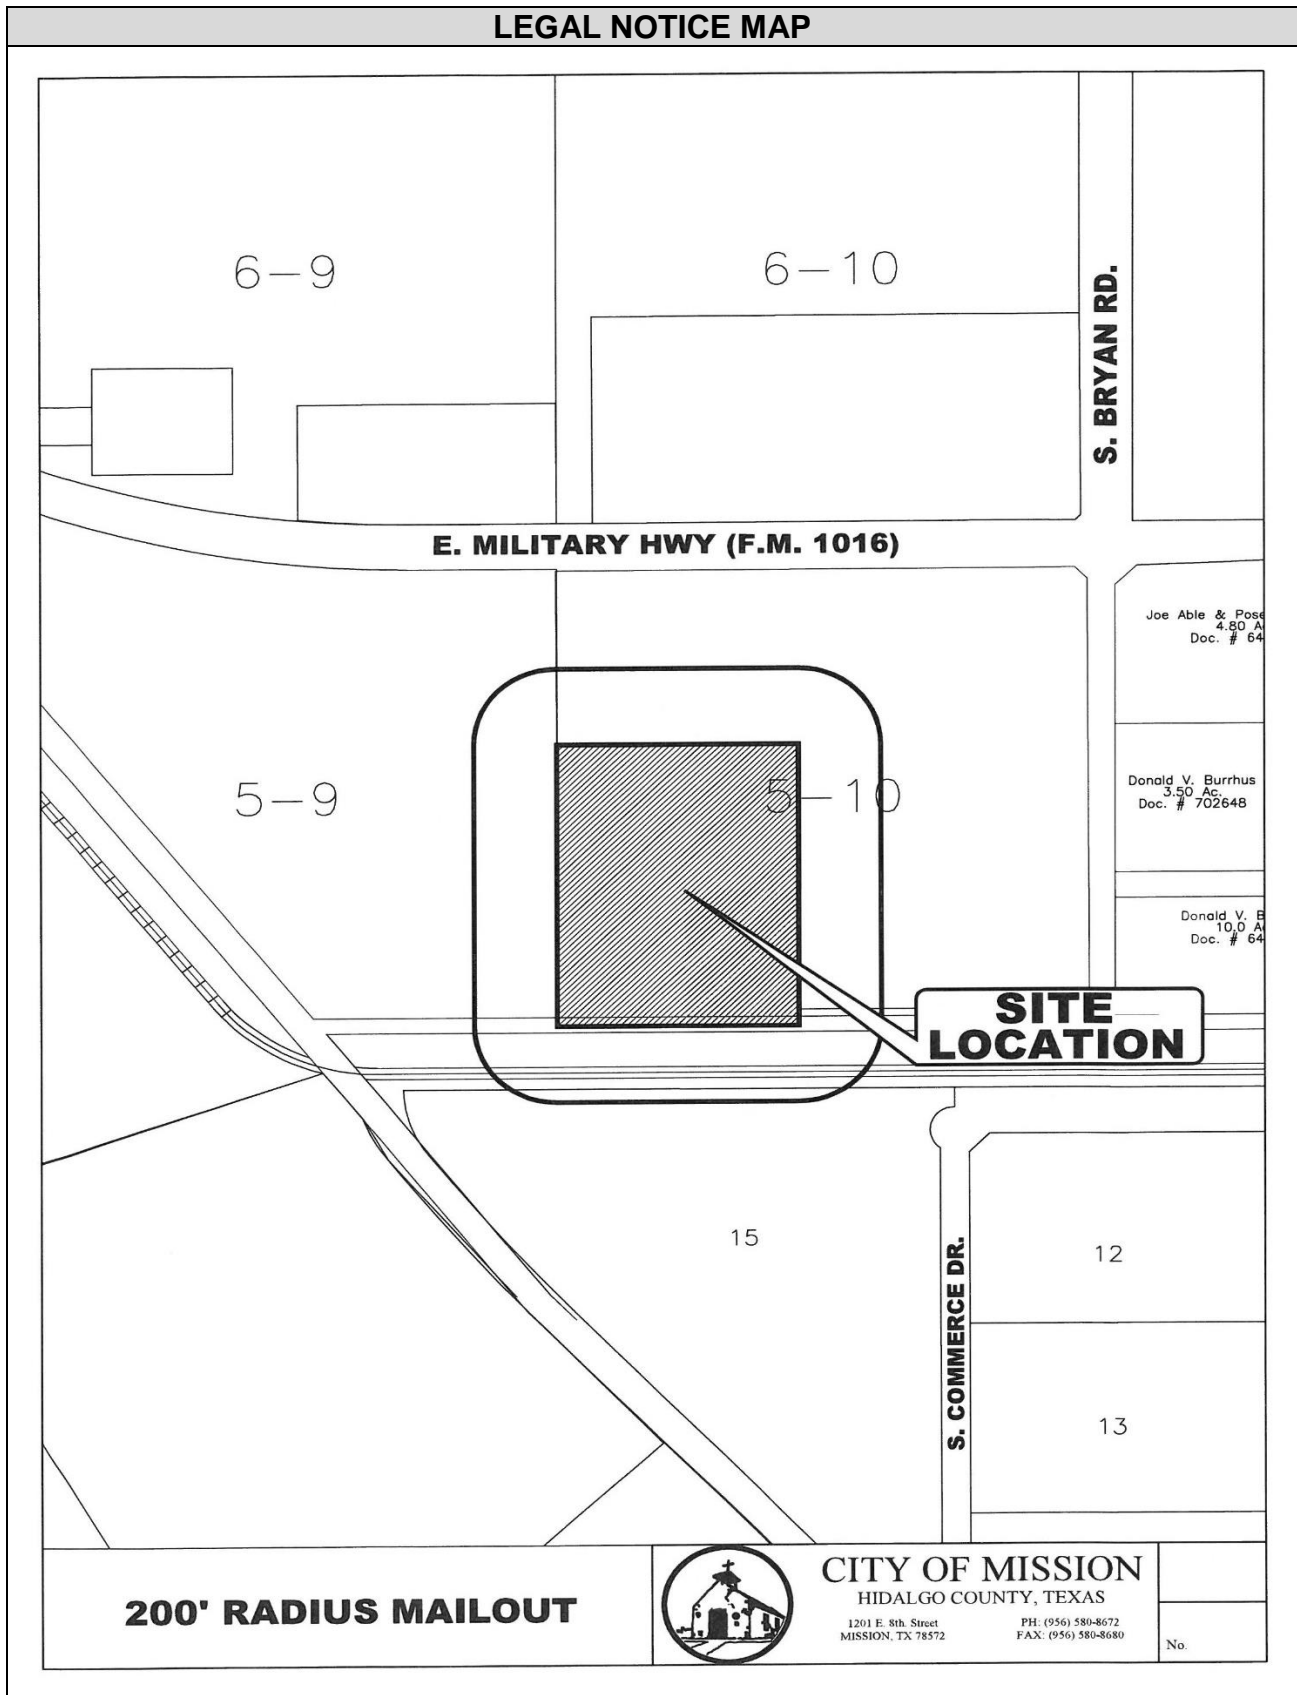 LEGAL NOTICE MAP
6-9
6-10
S. BRYAN RD.
E. MILITARY HWY (F.M. 1016)
Joe Able & Pose
4.80 A
Doc. # 64
5-9
5-10
Donald V. Burrhus
3.50 Ac.
Doc. # 702648
Donald V. B
10.0 A
Doc. # 64
SITE
LOCATION
15
12
S. COMMERCE DR.
13
200' RADIUS MAILOUT
CITY OF MISSION
HIDALGO COUNTY, TEXAS
1201 E. 8th. Street
MISSION, TX 78572
PH: (956) 580-8672
FAX: (956) 580-8680
No.